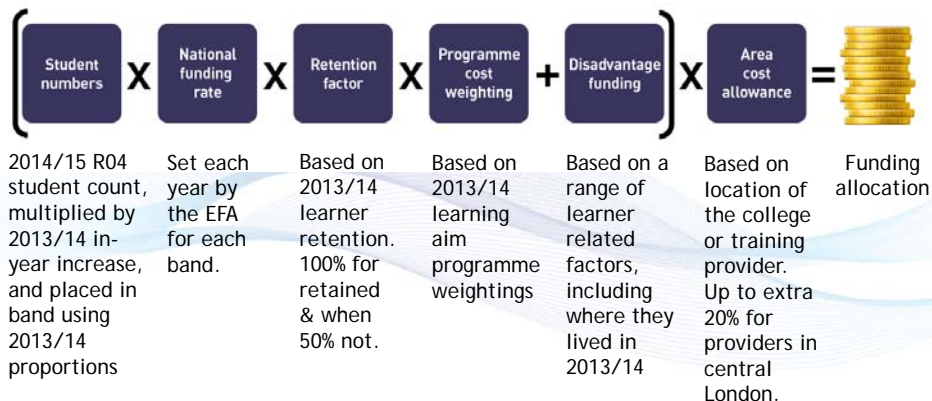 ( Student numbers X National funding rate X Retention factor X Programme cost weighting + Disadvantage funding ) X Area cost allowance =
2014/15 R04
student count,
multiplied by
2013/14 in-
year increase,
and placed in
band using
2013/14
proportions
Set each
year by
the EFA
for each
band.
Based on
2013/14
learner
retention.
100% for
retained
& when
50% not.
Based on
2013/14
learning
aim
programme
weightings
Based on a
range of
learner
related
factors,
including
where they
lived in
2013/14
Based on
location of
the college
or training
provider.
Up to extra
20% for
providers in
central
London.
Funding
allocation